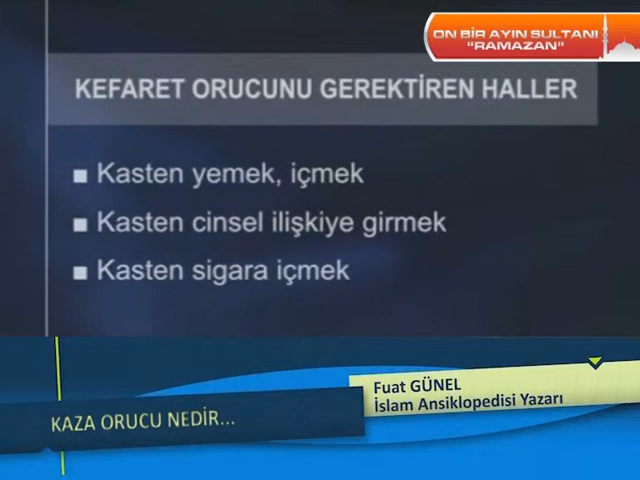 ON BİR AYIN SULTANI
"RAMAZAN"
KEFARET ORUCUNU GEREKTİREN HALLER
Kasten yemek, içmek
Kasten cinsel ilişkiye girmek
Kasten sigara içmek
Fuat GÜNEL
İslam Ansiklopedisi Yazarı
KAZA ORUCU NEDİR...